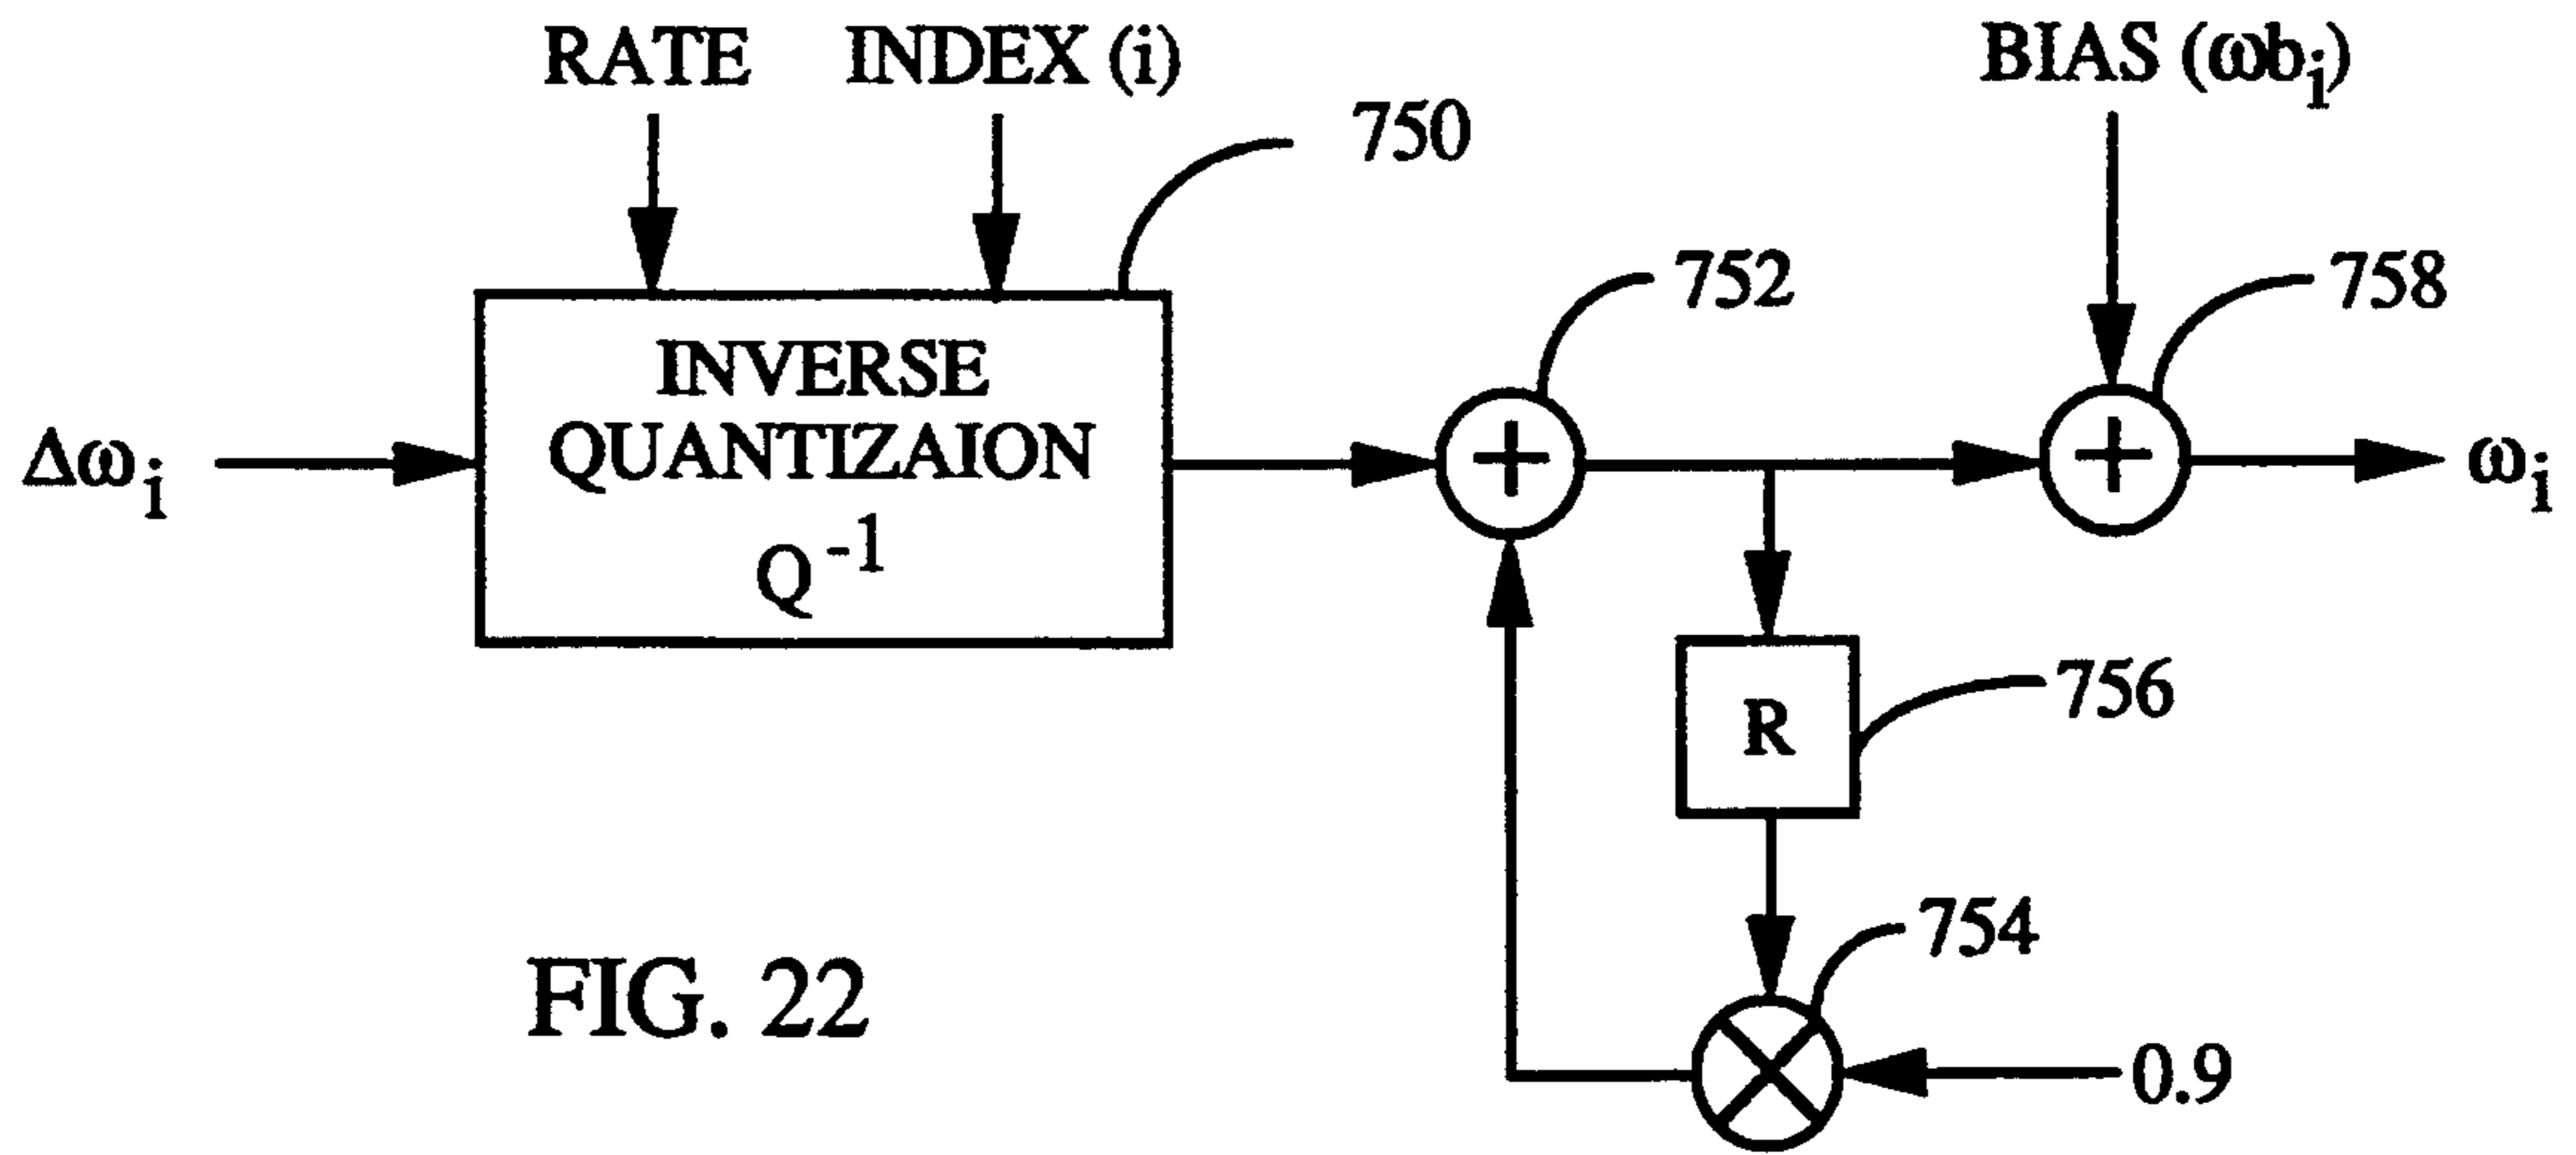 RATE
INDEX (i)
BIAS (ωbᵢ)
750
752
758
INVERSE
QUANTIZAION
Q⁻¹
Δωᵢ
+
+
ωᵢ
R
756
754
0.9
FIG. 22